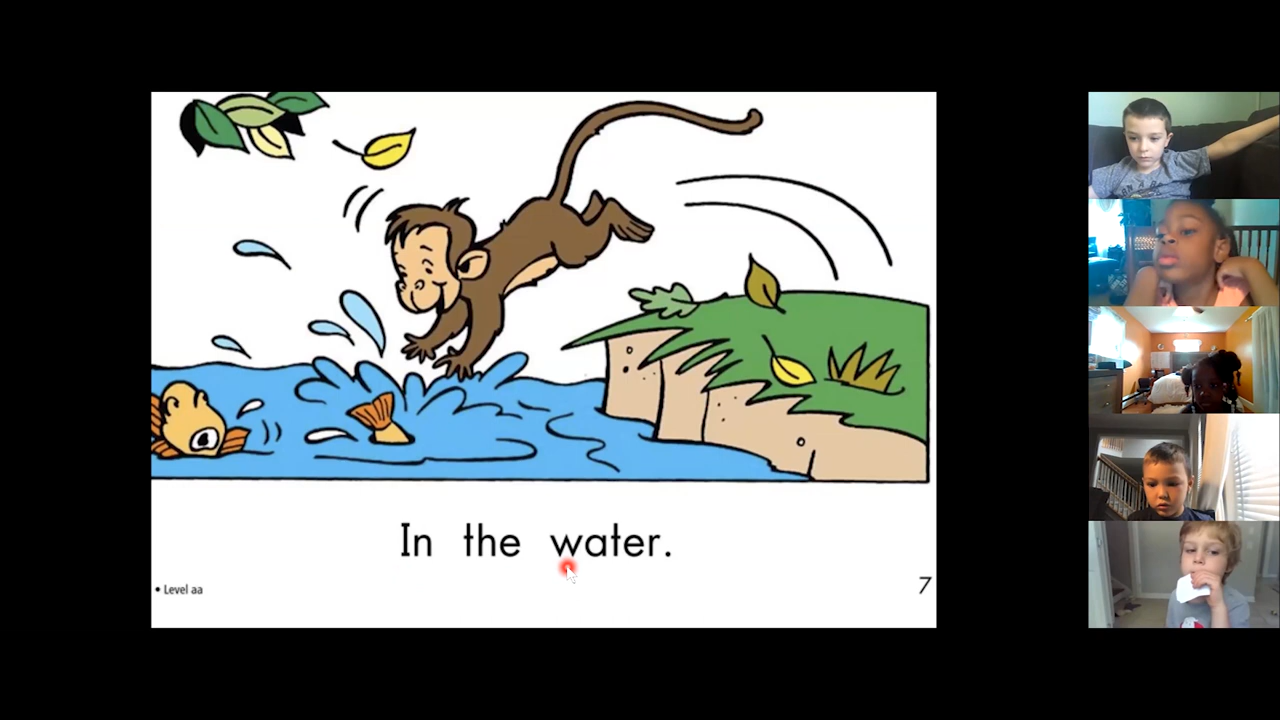 In the water.
• Level aa
7